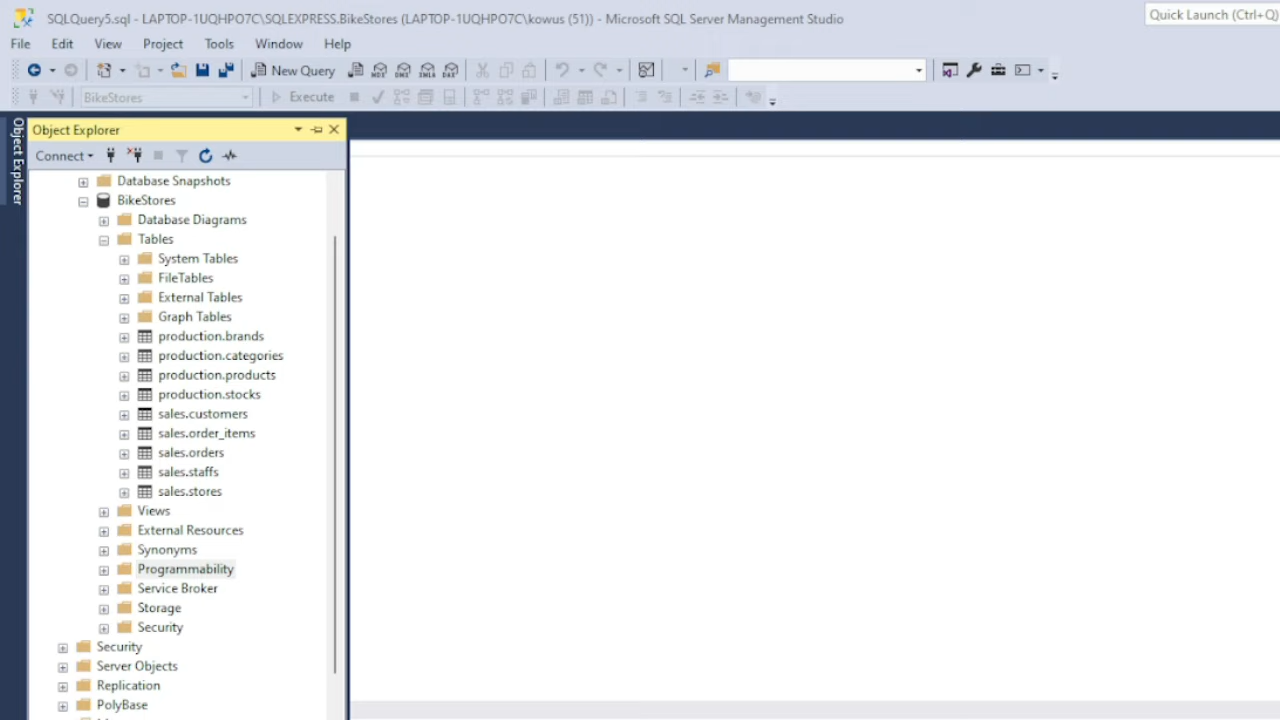 SQLQuery5.sql - LAPTOP-1UQHPO7C\SQLEXPRESS.BikeStores (LAPTOP-1UQHPO7C\kowus (51)) - Microsoft SQL Server Management Studio
Quick Launch (Ctrl+Q)
File Edit View Project Tools Window Help
New Query
BikeStores Execute
Object Explorer
Object Explorer
Connect
Database Snapshots
BikeStores
Database Diagrams
Tables
System Tables
FileTables
External Tables
Graph Tables
production.brands
production.categories
production.products
production.stocks
sales.customers
sales.order_items
sales.orders
sales.staffs
sales.stores
Views
External Resources
Synonyms
Programmability
Service Broker
Storage
Security
Security
Server Objects
Replication
PolyBase